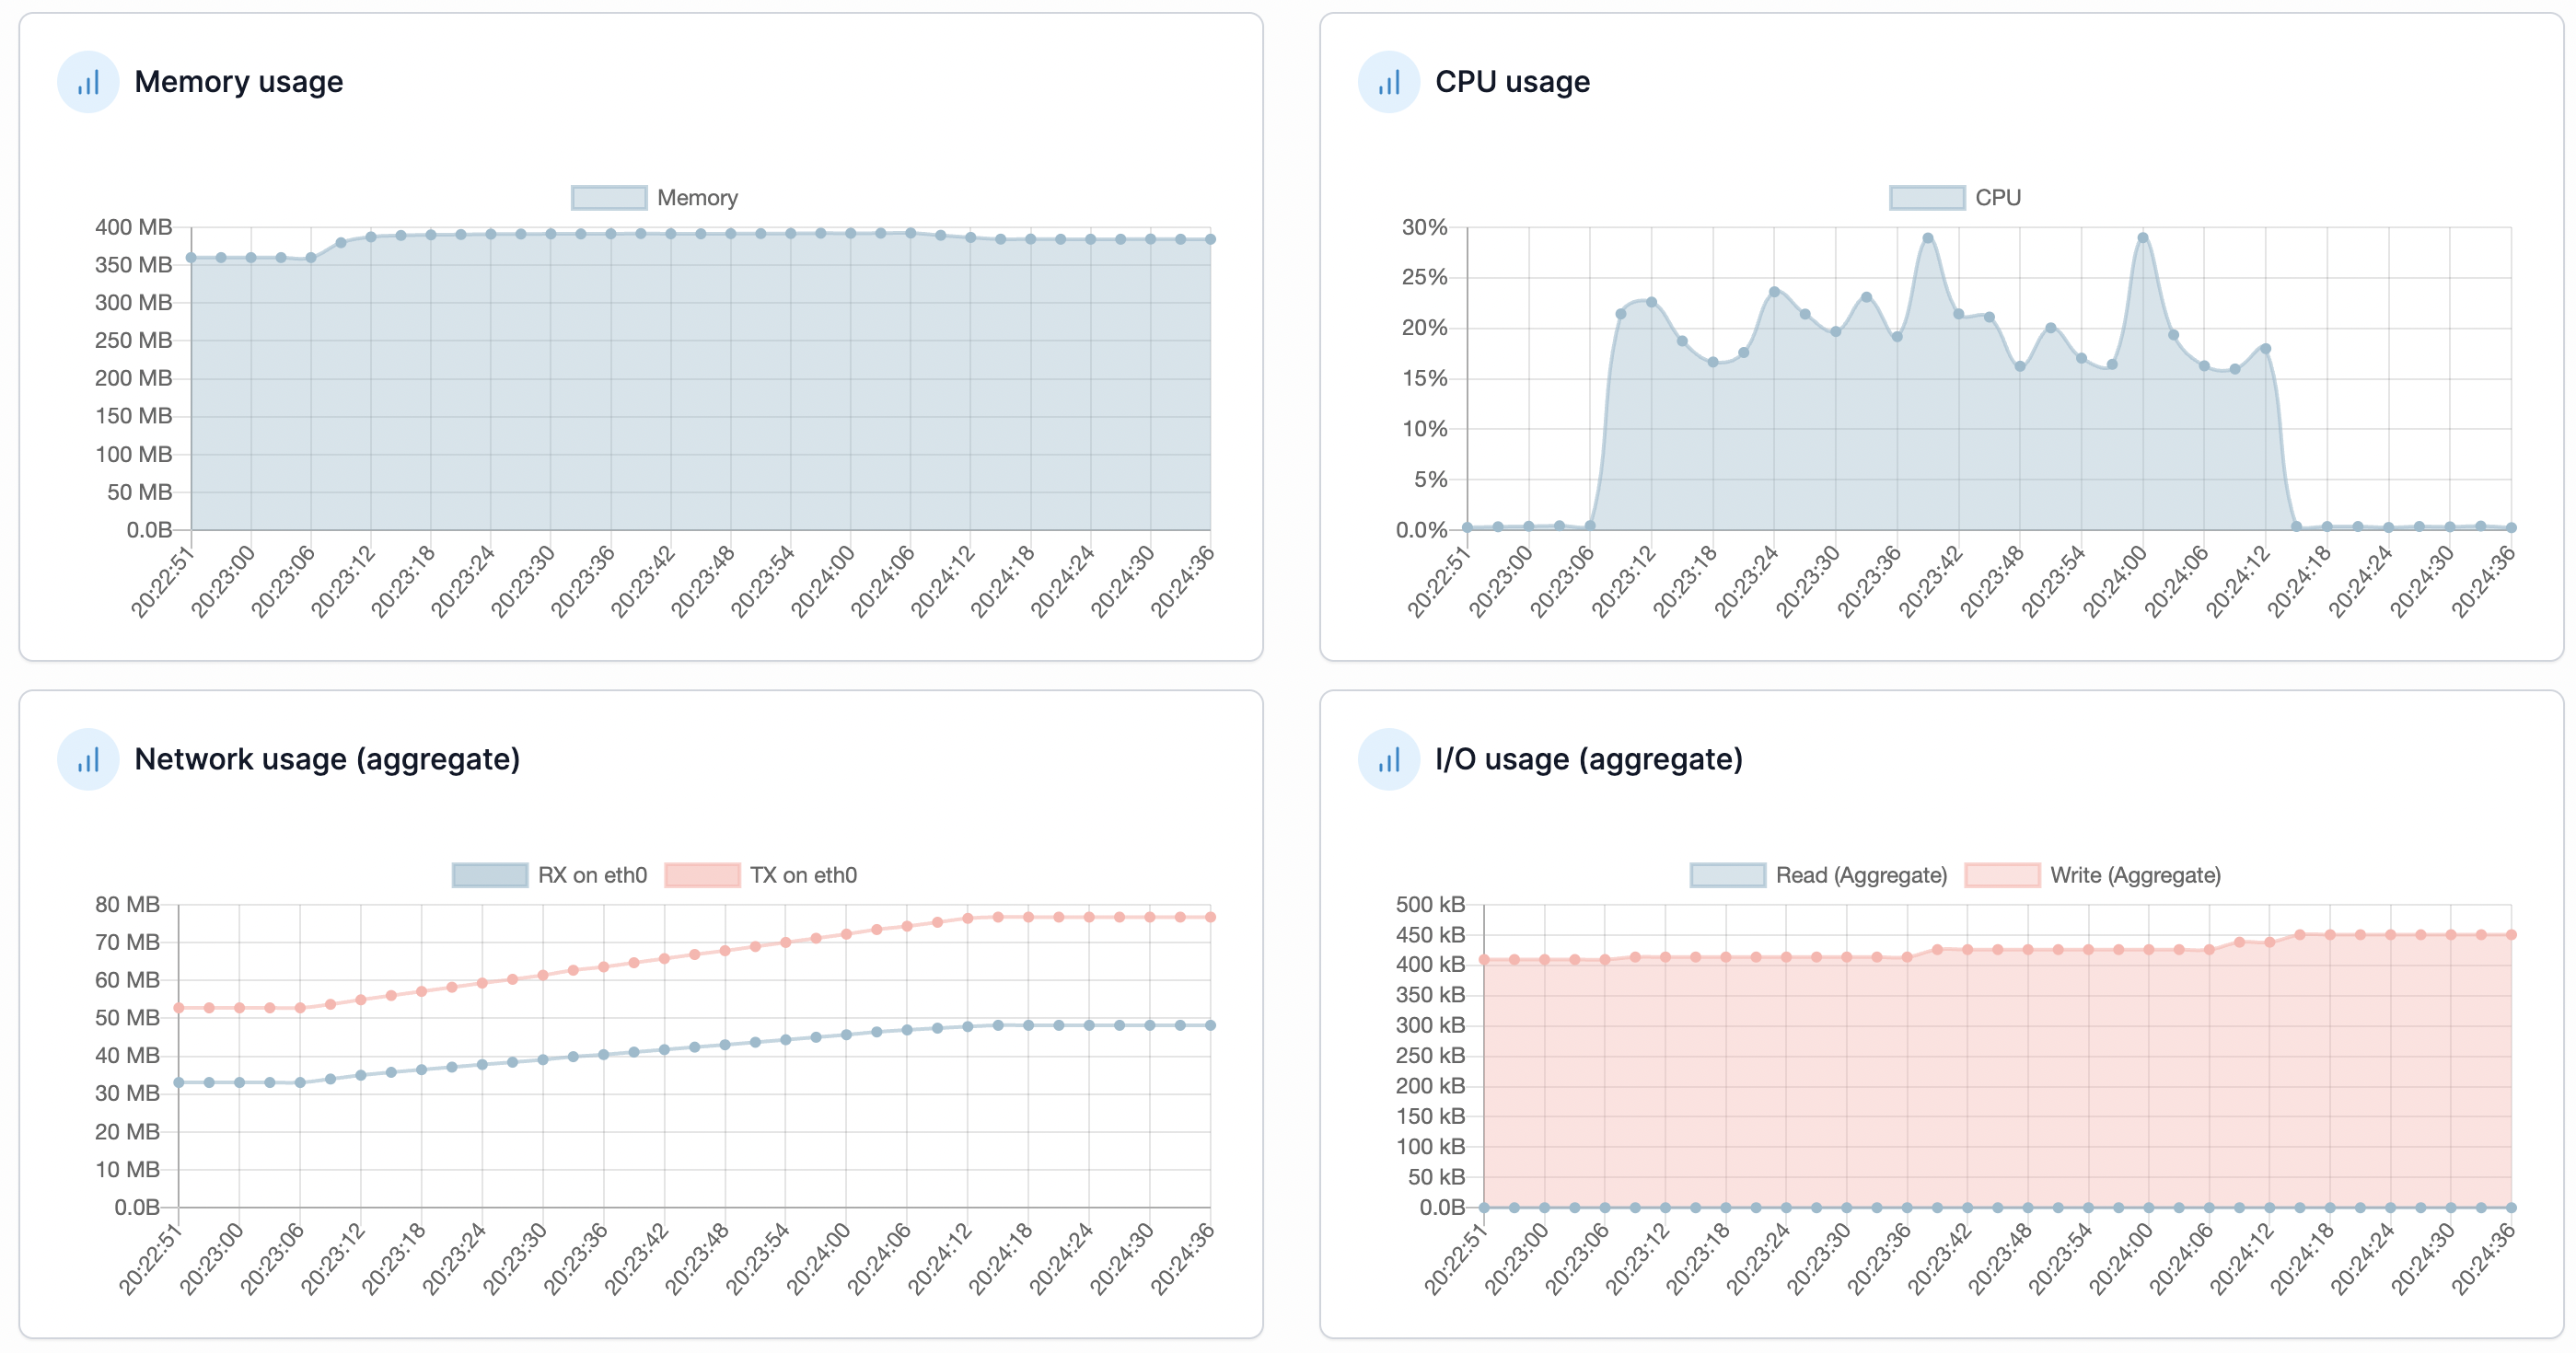 Memory usage
Memory
400 MB
350 MB
300 MB
250 MB
200 MB
150 MB
100 MB
50 MB
0.0B
20:22:51 20:23:00 20:23:06 20:23:12 20:23:18 20:23:24 20:23:30 20:23:36 20:23:42 20:23:48 20:23:54 20:24:00 20:24:06 20:24:12 20:24:18 20:24:24 20:24:30 20:24:36
CPU usage
CPU
30%
25%
20%
15%
10%
5%
0.0%
20:22:51 20:23:00 20:23:06 20:23:12 20:23:18 20:23:24 20:23:30 20:23:36 20:23:42 20:23:48 20:23:54 20:24:00 20:24:06 20:24:12 20:24:18 20:24:24 20:24:30 20:24:36
Network usage (aggregate)
RX on eth0 TX on eth0
80 MB
70 MB
60 MB
50 MB
40 MB
30 MB
20 MB
10 MB
0.0B
20:22:51 20:23:00 20:23:06 20:23:12 20:23:18 20:23:24 20:23:30 20:23:36 20:23:42 20:23:48 20:23:54 20:24:00 20:24:06 20:24:12 20:24:18 20:24:24 20:24:30 20:24:36
I/O usage (aggregate)
Read (Aggregate) Write (Aggregate)
500 kB
450 kB
400 kB
350 kB
300 kB
250 kB
200 kB
150 kB
100 kB
50 kB
0.0B
20:22:51 20:23:00 20:23:06 20:23:12 20:23:18 20:23:24 20:23:30 20:23:36 20:23:42 20:23:48 20:23:54 20:24:00 20:24:06 20:24:12 20:24:18 20:24:24 20:24:30 20:24:36